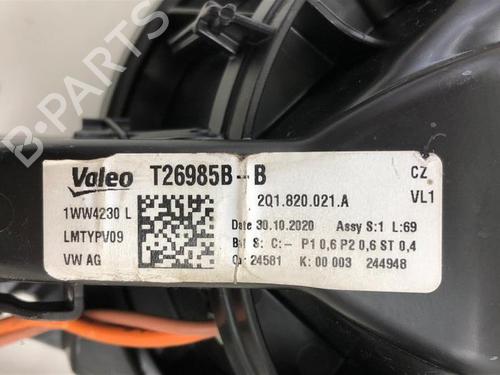 B-Parts
Valeo T26985B--B CZ
2Q1.820.021.A VL1
1WW4230 L Date 30.10.2020 Assy S:1 L:69
LMTYPV09 S: C:- P1 0,6 P2 0,6 ST 0,4
VW AG 24581 K: 00 003 244948